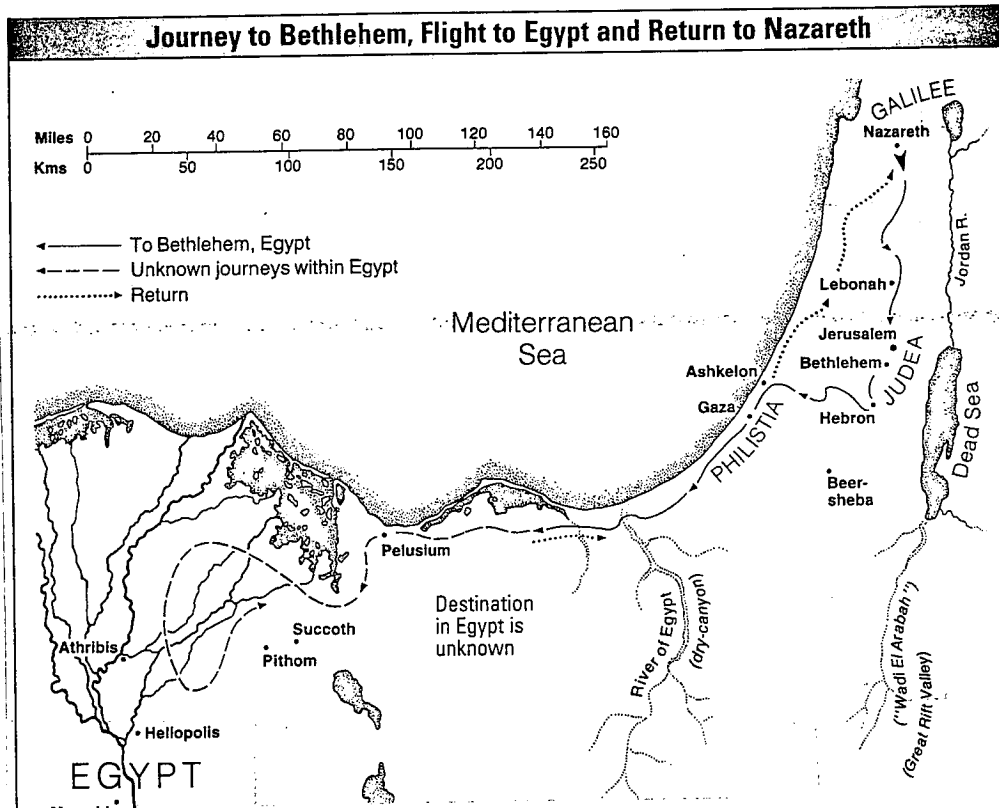 Journey to Bethlehem, Flight to Egypt and Return to Nazareth
Miles 0 20 40 60 80 100 120 140 160
Kms 0 50 100 150 200 250
To Bethlehem, Egypt
Unknown journeys within Egypt
Return
GALILEE
Nazareth
Jordan R.
Lebonah
Mediterranean
Sea
Jerusalem
Bethlehem
JUDEA
Ashkelon
Gaza
Hebron
PHILISTIA
Dead Sea
Beer-
sheba
Pelusium
Destination
in Egypt is
unknown
River of Egypt
(dry-canyon)
("Wadi El Arabah")
(Great Rift Valley)
Succoth
Pithom
Athribis
Heliopolis
EGYPT